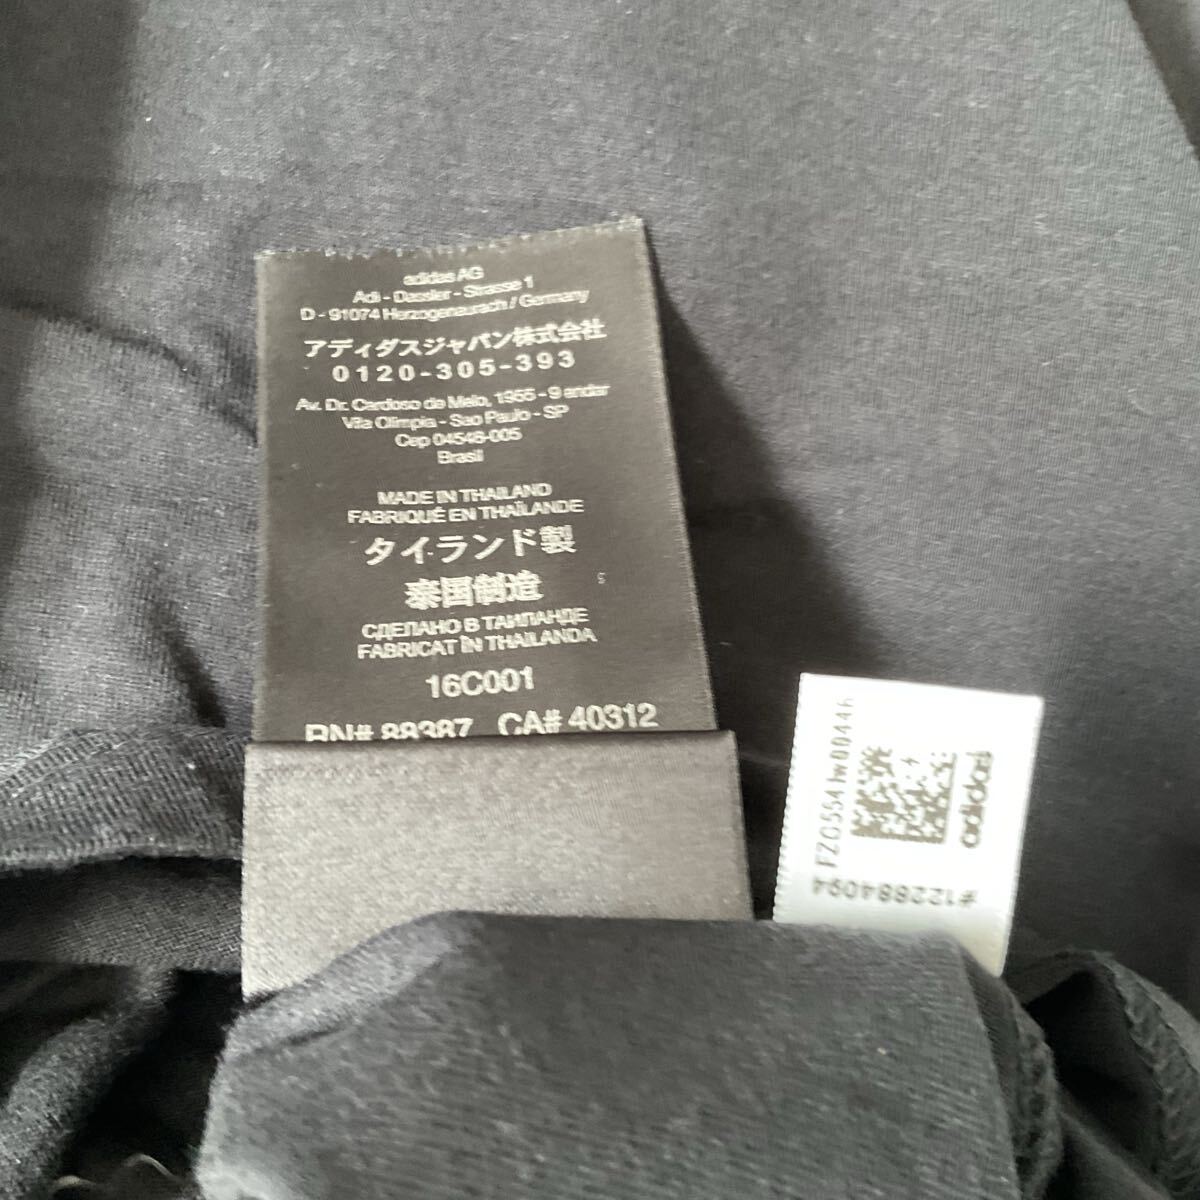 adidas AG
Adi - Dassler - Strasse 1
D - 91074 Herzogenaurach / Germany
アディダスジャパン株式会社
0120-305-393
Av. Dr. Cardoso de Melo, 1955 - 9 andar
Vila Olimpia - Sao Paulo - SP
Cep 04548-005
Brasil
MADE IN THAILAND
FABRIQUÉ EN THAÏLANDE
タイランド製
泰国制造
СДЕЛАНО В ТАИЛАНДЕ
FABRICAT ÎN THAILANDA
16C001
RN# 88387 CA# 40312
adidas
#122884094